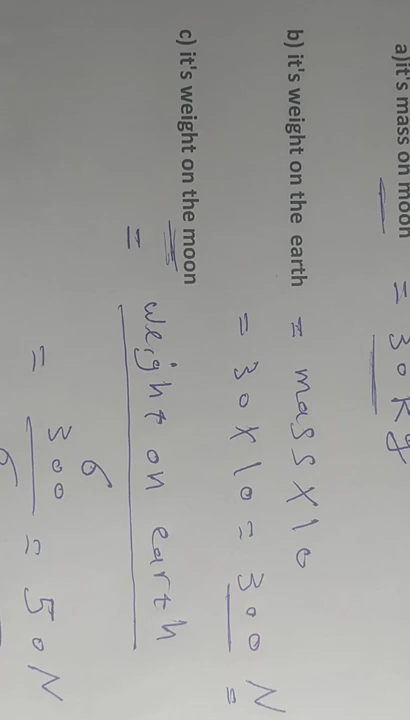 a)it's mass on moon = 30 Kg
b) it's weight on the earth = mass x 10
= 30 x 10 = 300 N =
c) it's weight on the moon
= weight on earth
6
= 300 = 50 N
6